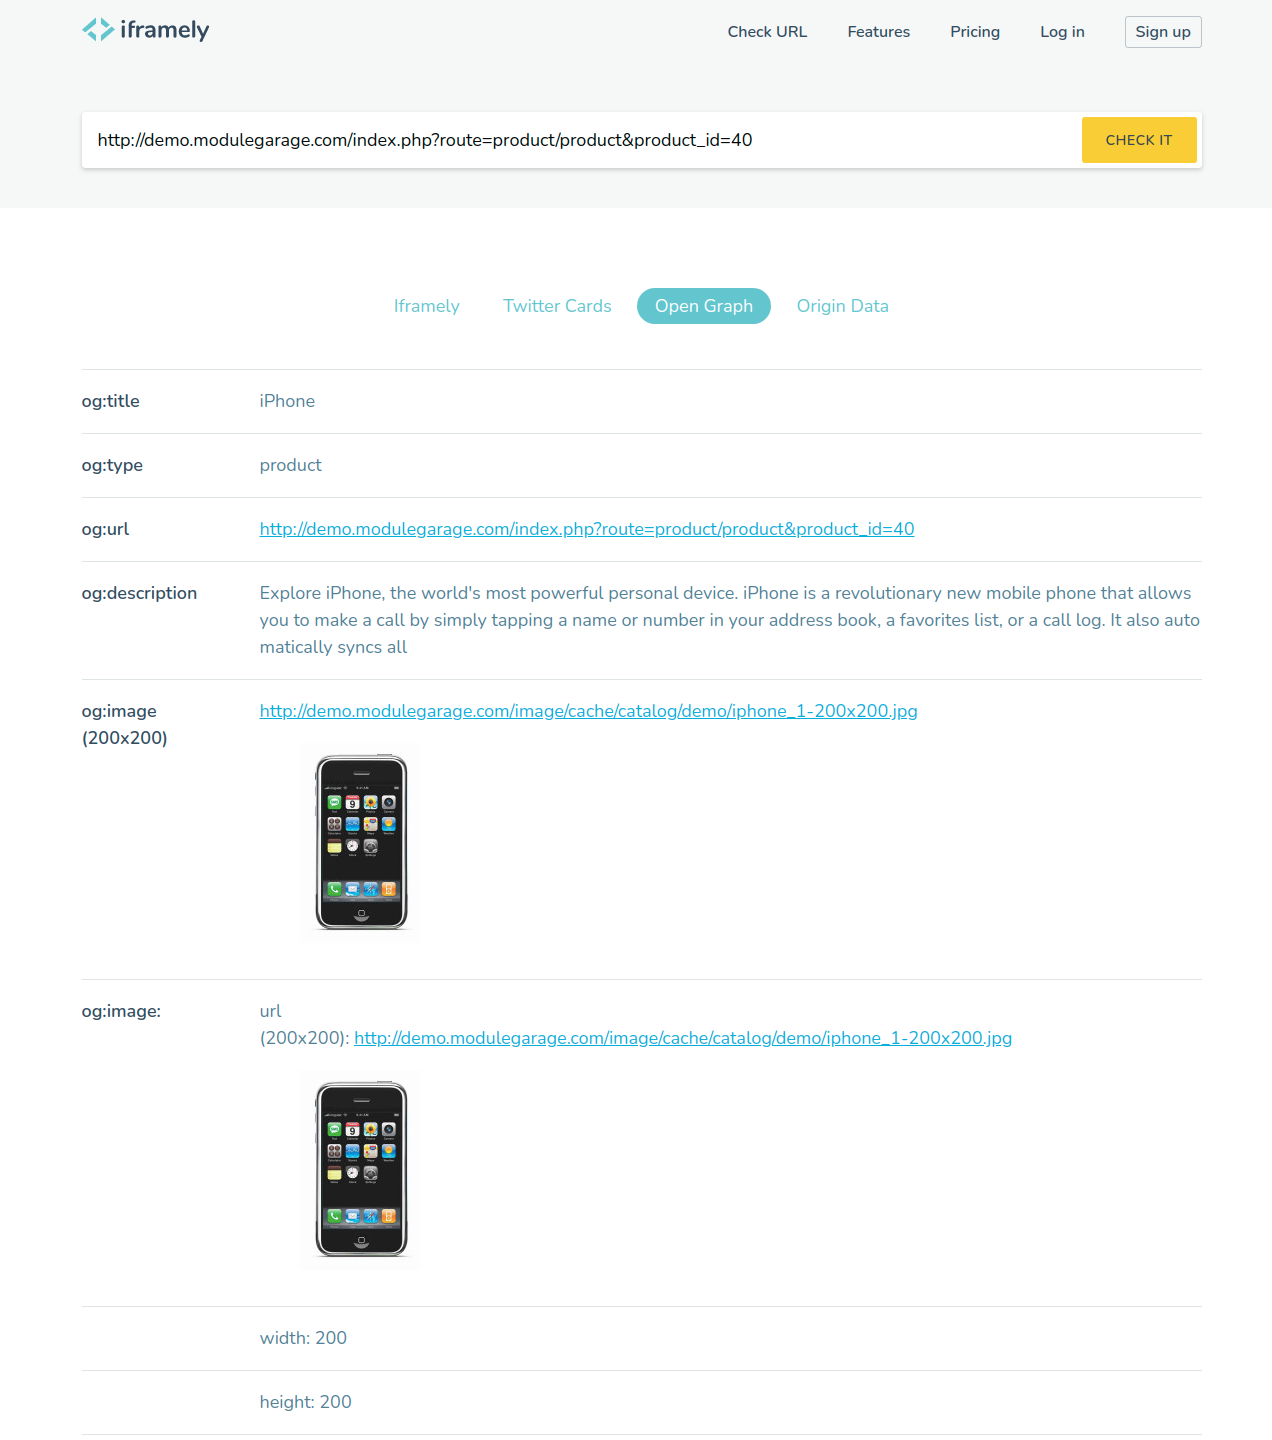 iframely
Check URL Features Pricing Log in Sign up
http://demo.modulegarage.com/index.php?route=product/product&product_id=40
CHECK IT
Iframely Twitter Cards Open Graph Origin Data
og:title iPhone
og:type product
og:url http://demo.modulegarage.com/index.php?route=product/product&product_id=40
og:description Explore iPhone, the world's most powerful personal device. iPhone is a revolutionary new mobile phone that allows
you to make a call by simply tapping a name or number in your address book, a favorites list, or a call log. It also auto
matically syncs all
og:image http://demo.modulegarage.com/image/cache/catalog/demo/iphone_1-200x200.jpg
(200x200)
og:image: url
(200x200): http://demo.modulegarage.com/image/cache/catalog/demo/iphone_1-200x200.jpg
width: 200
height: 200